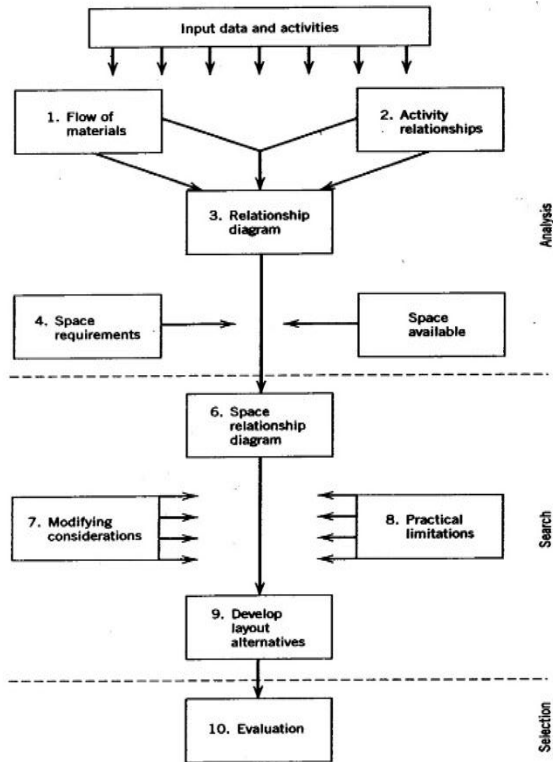 Input data and activities
1. Flow of
materials
2. Activity
relationships
3. Relationship
diagram
Analysis
4. Space
requirements
Space
available
6. Space
relationship
diagram
7. Modifying
considerations
8. Practical
limitations
Search
9. Develop
layout
alternatives
10. Evaluation
Selection